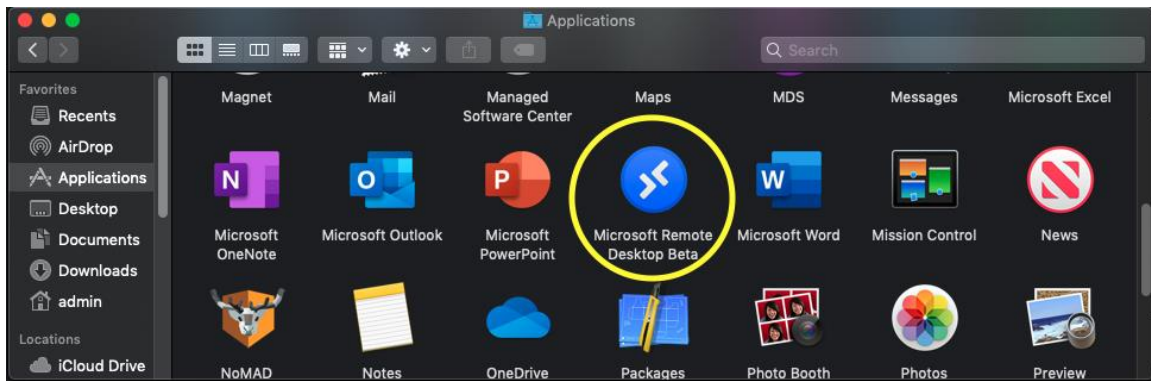 Applications
Search
Favorites
Recents
AirDrop
Applications
Desktop
Documents
Downloads
admin
Locations
iCloud Drive
Magnet
Mail
Managed
Software Center
Maps
MDS
Messages
Microsoft Excel
N
Microsoft
OneNote
O
Microsoft Outlook
P
Microsoft
PowerPoint
Microsoft Remote
Desktop Beta
W
Microsoft Word
Mission Control
News
NoMAD
Notes
OneDrive
Packages
Photo Booth
Photos
Preview